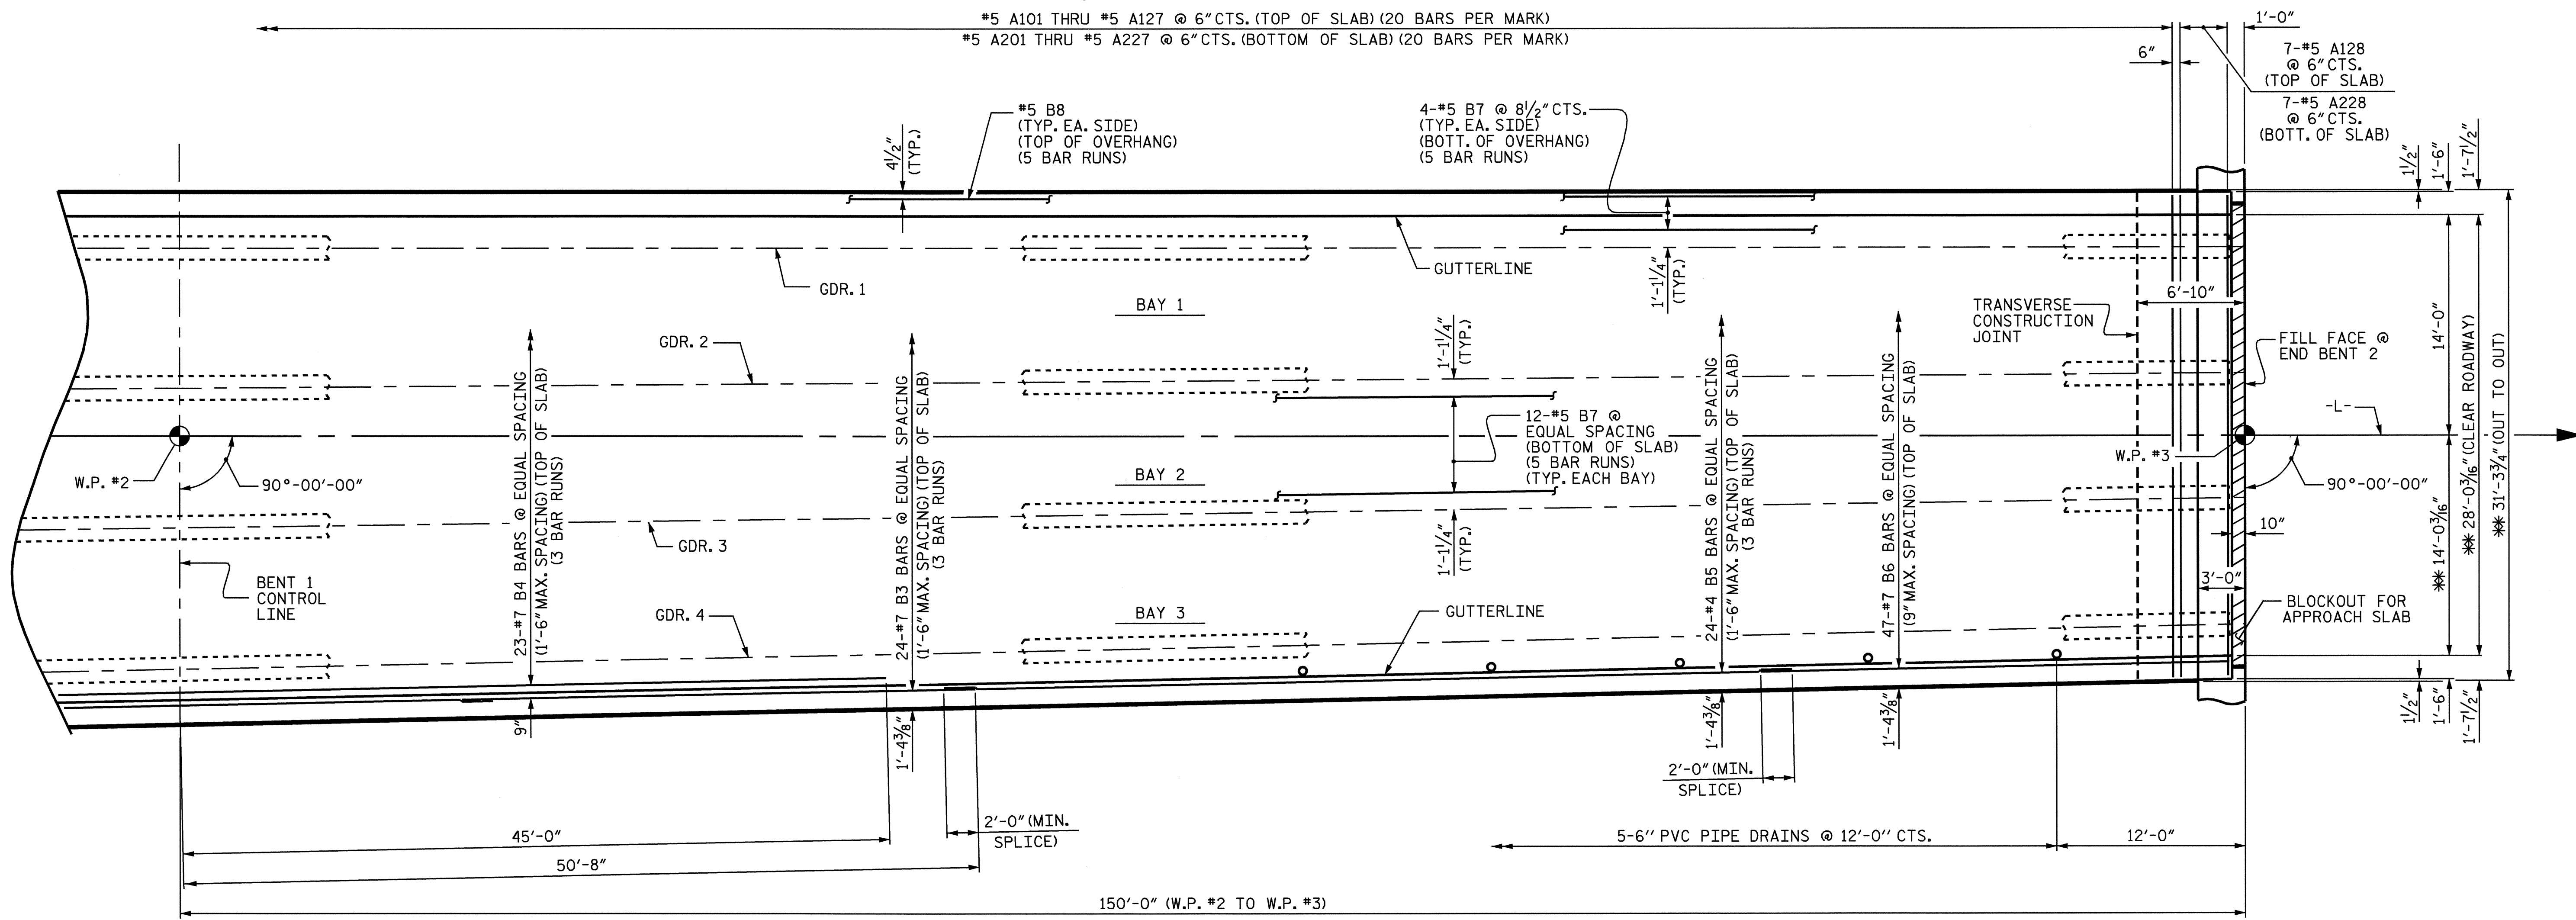 #5 A101 THRU #5 A127 @ 6" CTS. (TOP OF SLAB) (20 BARS PER MARK)
#5 A201 THRU #5 A227 @ 6" CTS. (BOTTOM OF SLAB) (20 BARS PER MARK)
1'-0"
6"
7-#5 A128
@ 6" CTS.
(TOP OF SLAB)
7-#5 A228
@ 6" CTS.
(BOTT. OF SLAB)
#5 B8
(TYP. EA. SIDE)
(TOP OF OVERHANG)
(5 BAR RUNS)
4½"
(TYP.)
4-#5 B7 @ 8½" CTS.
(TYP. EA. SIDE)
(BOTT. OF OVERHANG)
(5 BAR RUNS)
1½"
1'-6"
1'-7½"
GUTTERLINE
1'-1¼"
(TYP.)
GDR. 1
BAY 1
6'-10"
TRANSVERSE
CONSTRUCTION
JOINT
14'-0"
FILL FACE @
END BENT 2
GDR. 2
1'-1¼"
(TYP.)
-L-
12-#5 B7 @
EQUAL SPACING
(BOTTOM OF SLAB)
(5 BAR RUNS)
(TYP. EACH BAY)
W.P. #2
90°-00'-00"
BAY 2
W.P. #3
90°-00'-00"
23-#7 B4 BARS @ EQUAL SPACING
(1'-6" MAX. SPACING) (TOP OF SLAB)
(3 BAR RUNS)
24-#7 B3 BARS @ EQUAL SPACING
(1'-6" MAX. SPACING) (TOP OF SLAB)
(3 BAR RUNS)
24-#4 B5 BARS @ EQUAL SPACING
(1'-6" MAX. SPACING) (TOP OF SLAB)
(3 BAR RUNS)
47-#7 B6 BARS @ EQUAL SPACING
(9" MAX. SPACING) (TOP OF SLAB)
GDR. 3
1'-1¼"
(TYP.)
10"
** 14'-0³⁄₁₆"
** 28'-0³⁄₁₆" (CLEAR ROADWAY)
** 31'-3¾" (OUT TO OUT)
BENT 1
CONTROL
LINE
3'-0"
GDR. 4
BAY 3
GUTTERLINE
BLOCKOUT FOR
APPROACH SLAB
9"
1'-4⅜"
1'-4⅜"
1'-4⅜"
1½"
1'-6"
1'-7½"
2'-0" (MIN.
SPLICE)
45'-0"
2'-0" (MIN.
SPLICE)
5-6" PVC PIPE DRAINS @ 12'-0" CTS.
12'-0"
50'-8"
150'-0" (W.P. #2 TO W.P. #3)